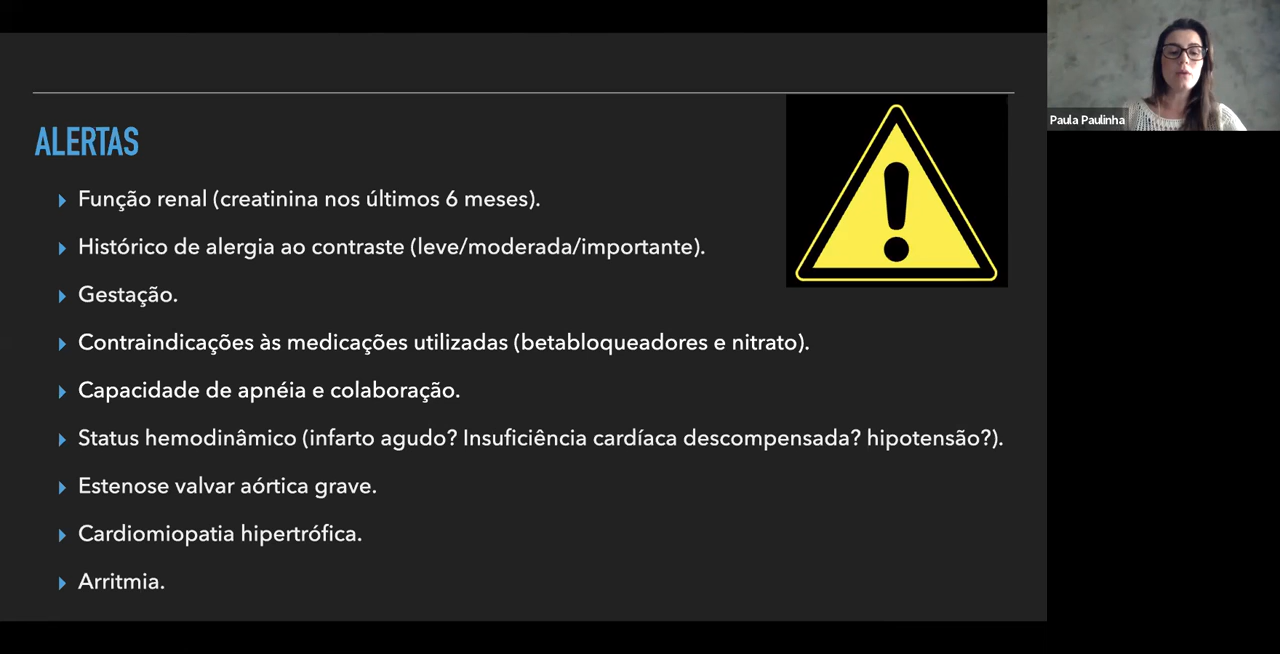 ALERTAS
Função renal (creatinina nos últimos 6 meses).
Histórico de alergia ao contraste (leve/moderada/importante).
Gestação.
Contraindicações às medicações utilizadas (betabloqueadores e nitrato).
Capacidade de apnéia e colaboração.
Status hemodinâmico (infarto agudo? Insuficiência cardíaca descompensada? hipotensão?).
Estenose valvar aórtica grave.
Cardiomiopatia hipertrófica.
Arritmia.
Paula Paulinha